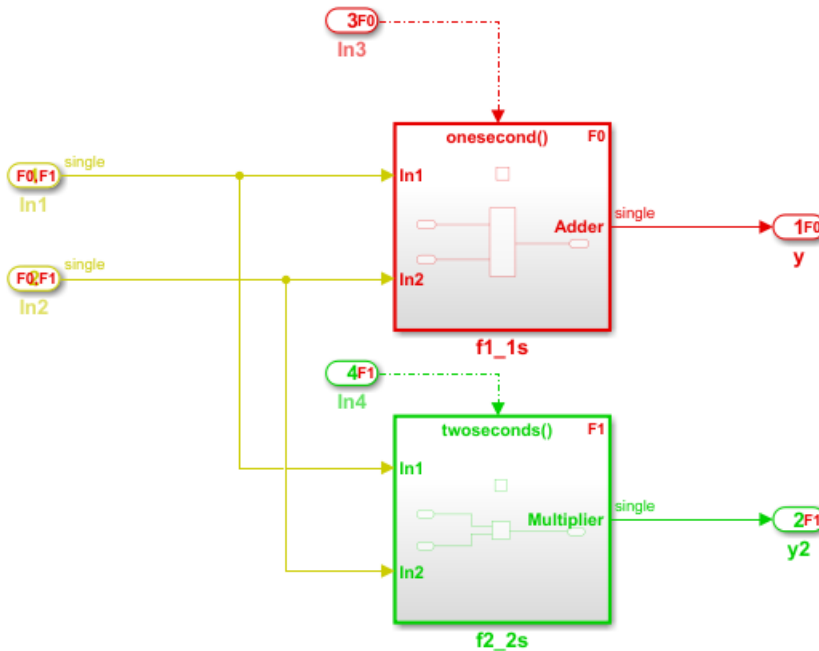 3F0
In3
onesecond()
F0
single
F0,F1
In1
In1
Adder
single
1F0
y
single
F0,F1
In2
In2
f1_1s
4F1
In4
twoseconds()
F1
In1
Multiplier
single
2F1
y2
In2
f2_2s